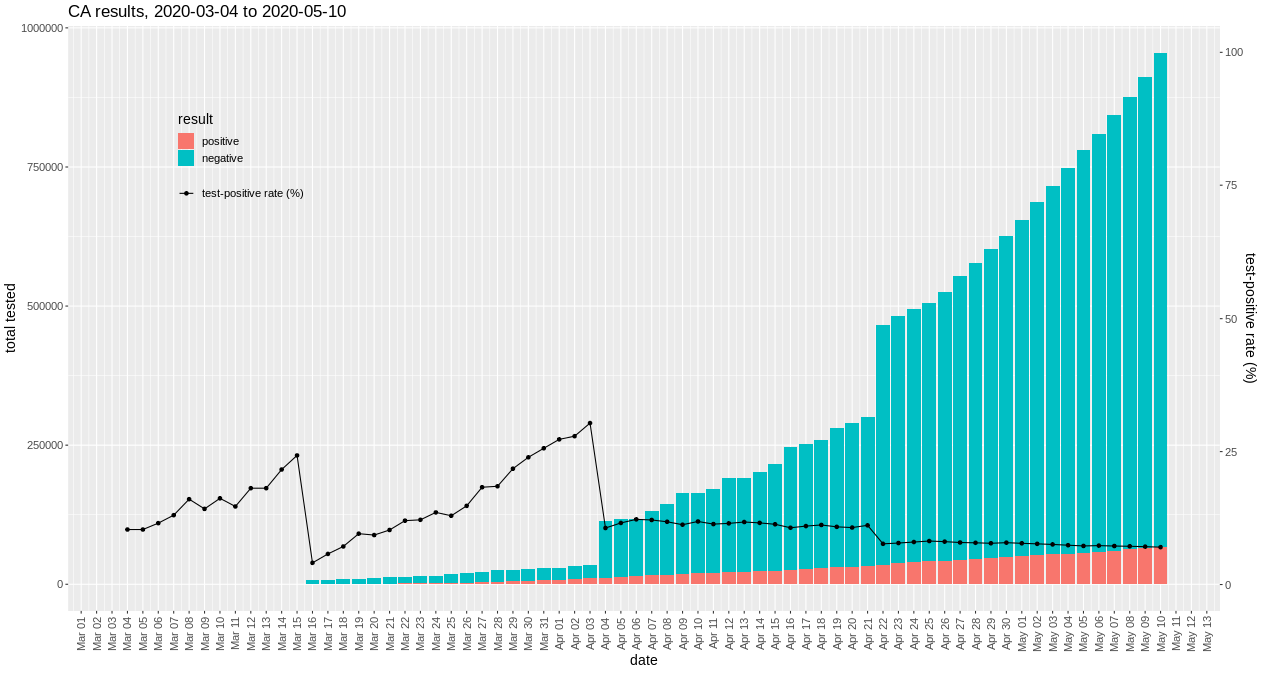 CA results, 2020-03-04 to 2020-05-10
1000000
750000
500000
250000
0
total tested
result
positive
negative
test-positive rate (%)
100
75
50
25
0
test-positive rate (%)
Mar 01
Mar 02
Mar 03
Mar 04
Mar 05
Mar 06
Mar 07
Mar 08
Mar 09
Mar 10
Mar 11
Mar 12
Mar 13
Mar 14
Mar 15
Mar 16
Mar 17
Mar 18
Mar 19
Mar 20
Mar 21
Mar 22
Mar 23
Mar 24
Mar 25
Mar 26
Mar 27
Mar 28
Mar 29
Mar 30
Mar 31
Apr 01
Apr 02
Apr 03
Apr 04
Apr 05
Apr 06
Apr 07
Apr 08
Apr 09
Apr 10
Apr 11
Apr 12
Apr 13
Apr 14
Apr 15
Apr 16
Apr 17
Apr 18
Apr 19
Apr 20
Apr 21
Apr 22
Apr 23
Apr 24
Apr 25
Apr 26
Apr 27
Apr 28
Apr 29
Apr 30
May 01
May 02
May 03
May 04
May 05
May 06
May 07
May 08
May 09
May 10
May 11
May 12
May 13
date